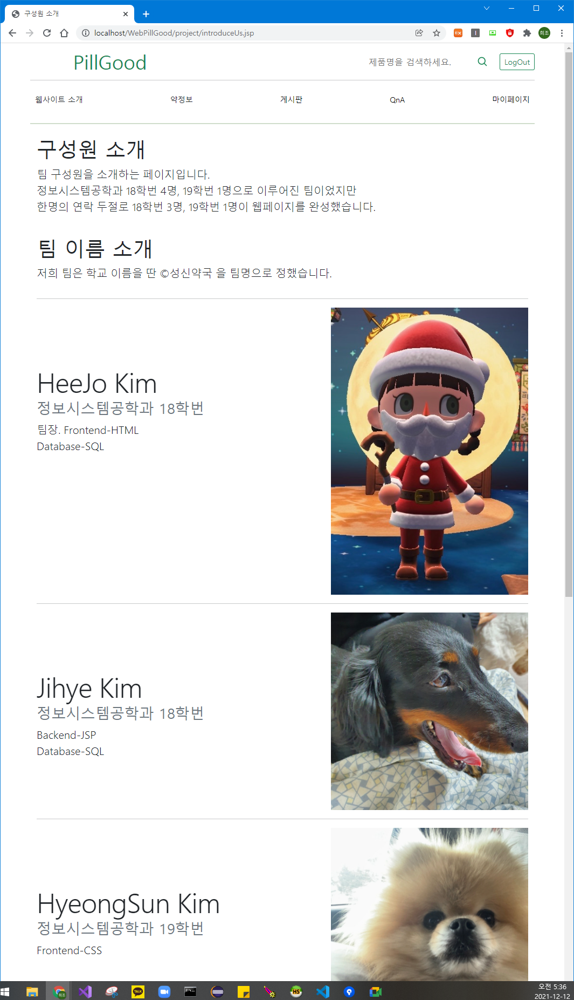 구성원 소개
localhost/WebPillGood/project/introduceUs.jsp
희조
PillGood
제품명을 검색하세요.
LogOut
웹사이트 소개
약정보
게시판
QnA
마이페이지
구성원 소개
팀 구성원을 소개하는 페이지입니다.
정보시스템공학과 18학번 4명, 19학번 1명으로 이루어진 팀이었지만
한명의 연락 두절로 18학번 3명, 19학번 1명이 웹페이지를 완성했습니다.
팀 이름 소개
저희 팀은 학교 이름을 딴 ©성신약국 을 팀명으로 정했습니다.
HeeJo Kim
정보시스템공학과 18학번
팀장. Frontend-HTML
Database-SQL
Jihye Kim
정보시스템공학과 18학번
Backend-JSP
Database-SQL
HyeongSun Kim
정보시스템공학과 19학번
Frontend-CSS
희조
TALK
HS
오전 5:36
2021-12-12